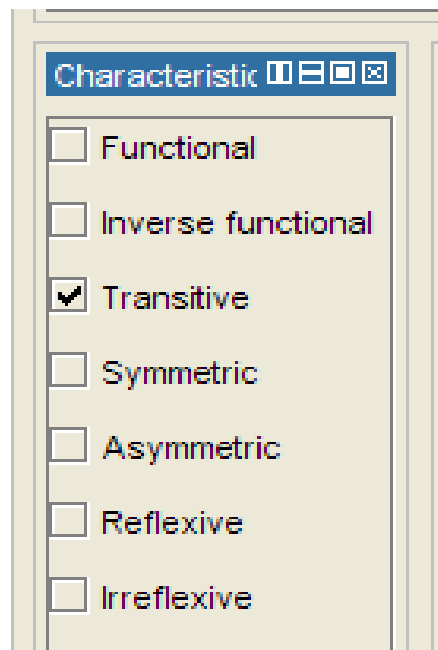 Characteristic
Functional
Inverse functional
Transitive
Symmetric
Asymmetric
Reflexive
Irreflexive